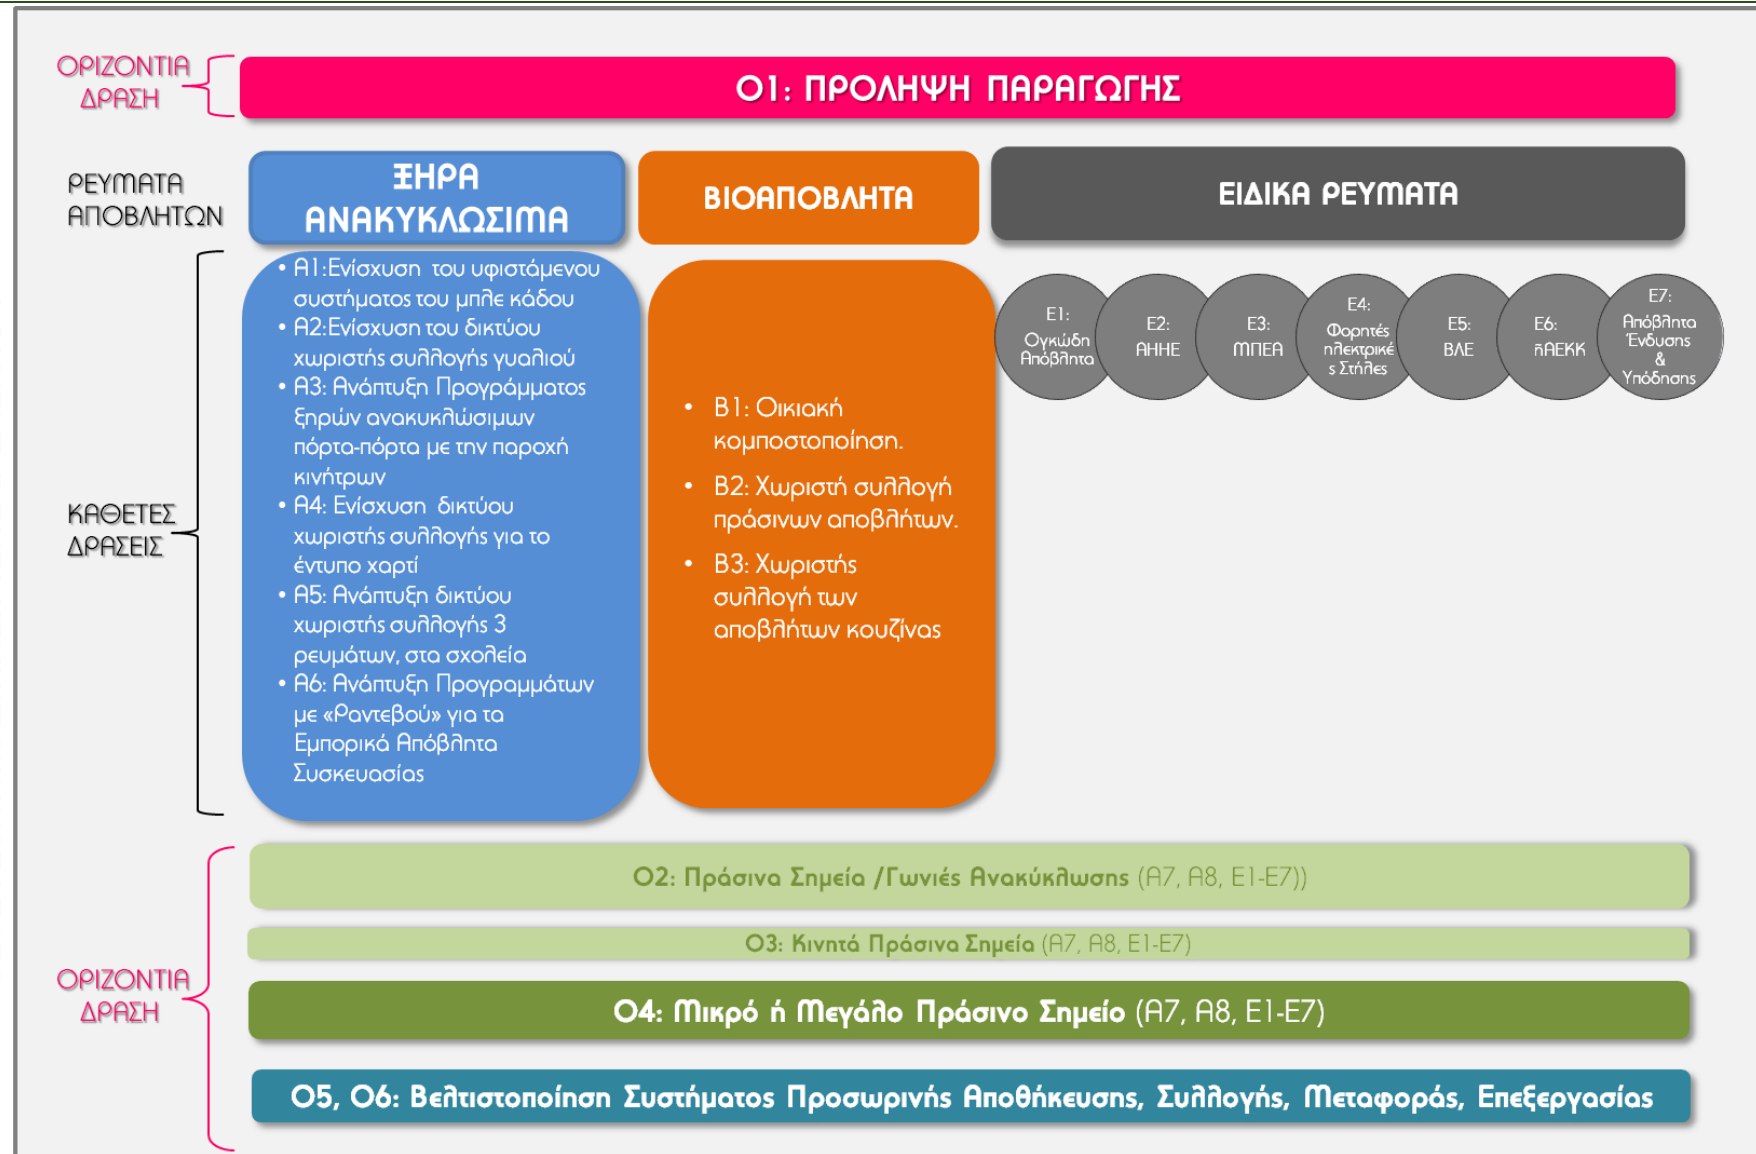 ΟΡΙΖΟΝΤΙΑ
ΔΡΑΣΗ
Ο1: ΠΡΟΛΗΨΗ ΠΑΡΑΓΩΓΗΣ
ΡΕΥΜΑΤΑ
ΑΠΟΒΛΗΤΩΝ
ΞΗΡΑ
ΑΝΑΚΥΚΛΩΣΙΜΑ
ΒΙΟΑΠΟΒΛΗΤΑ
ΕΙΔΙΚΑ ΡΕΥΜΑΤΑ
ΚΑΘΕΤΕΣ
ΔΡΑΣΕΙΣ
• Α1:Ενίσχυση του υφιστάμενου
συστήματος του μπλε κάδου
• Α2:Ενίσχυση του δικτύου
χωριστής συλλογής γυαλιού
• Α3: Ανάπτυξη Προγράμματος
ξηρών ανακυκλώσιμων
πόρτα-πόρτα με την παροχή
κινήτρων
• Α4: Ενίσχυση δικτύου
χωριστής συλλογής για το
έντυπο χαρτί
• Α5: Ανάπτυξη δικτύου
χωριστής συλλογής 3
ρευμάτων, στα σχολεία
• Α6: Ανάπτυξη Προγραμμάτων
με «Ραντεβού» για τα
Εμπορικά Απόβλητα
Συσκευασίας
• Β1: Οικιακή
κομποστοποίηση.
• Β2: Χωριστή συλλογή
πράσινων αποβλήτων.
• Β3: Χωριστής
συλλογή των
αποβλήτων κουζίνας
Ε1:
Ογκώδη
Απόβλητα
Ε2:
ΑΗΗΕ
Ε3:
ΜΠΕΑ
Ε4:
Φορητές
ηλεκτρικέ
ς Στήλες
Ε5:
ΒΛΕ
Ε6:
ήΑΕΚΚ
Ε7:
Απόβλητα
Ένδυσης
&
Υπόδησης
ΟΡΙΖΟΝΤΙΑ
ΔΡΑΣΗ
Ο2: Πράσινα Σημεία /Γωνιές Ανακύκλωσης (Α7, Α8, Ε1-Ε7))
Ο3: Κινητά Πράσινα Σημεία (Α7, Α8, Ε1-Ε7)
Ο4: Μικρό ή Μεγάλο Πράσινο Σημείο (Α7, Α8, Ε1-Ε7)
Ο5, Ο6: Βελτιστοποίηση Συστήματος Προσωρινής Αποθήκευσης, Συλλογής, Μεταφοράς, Επεξεργασίας